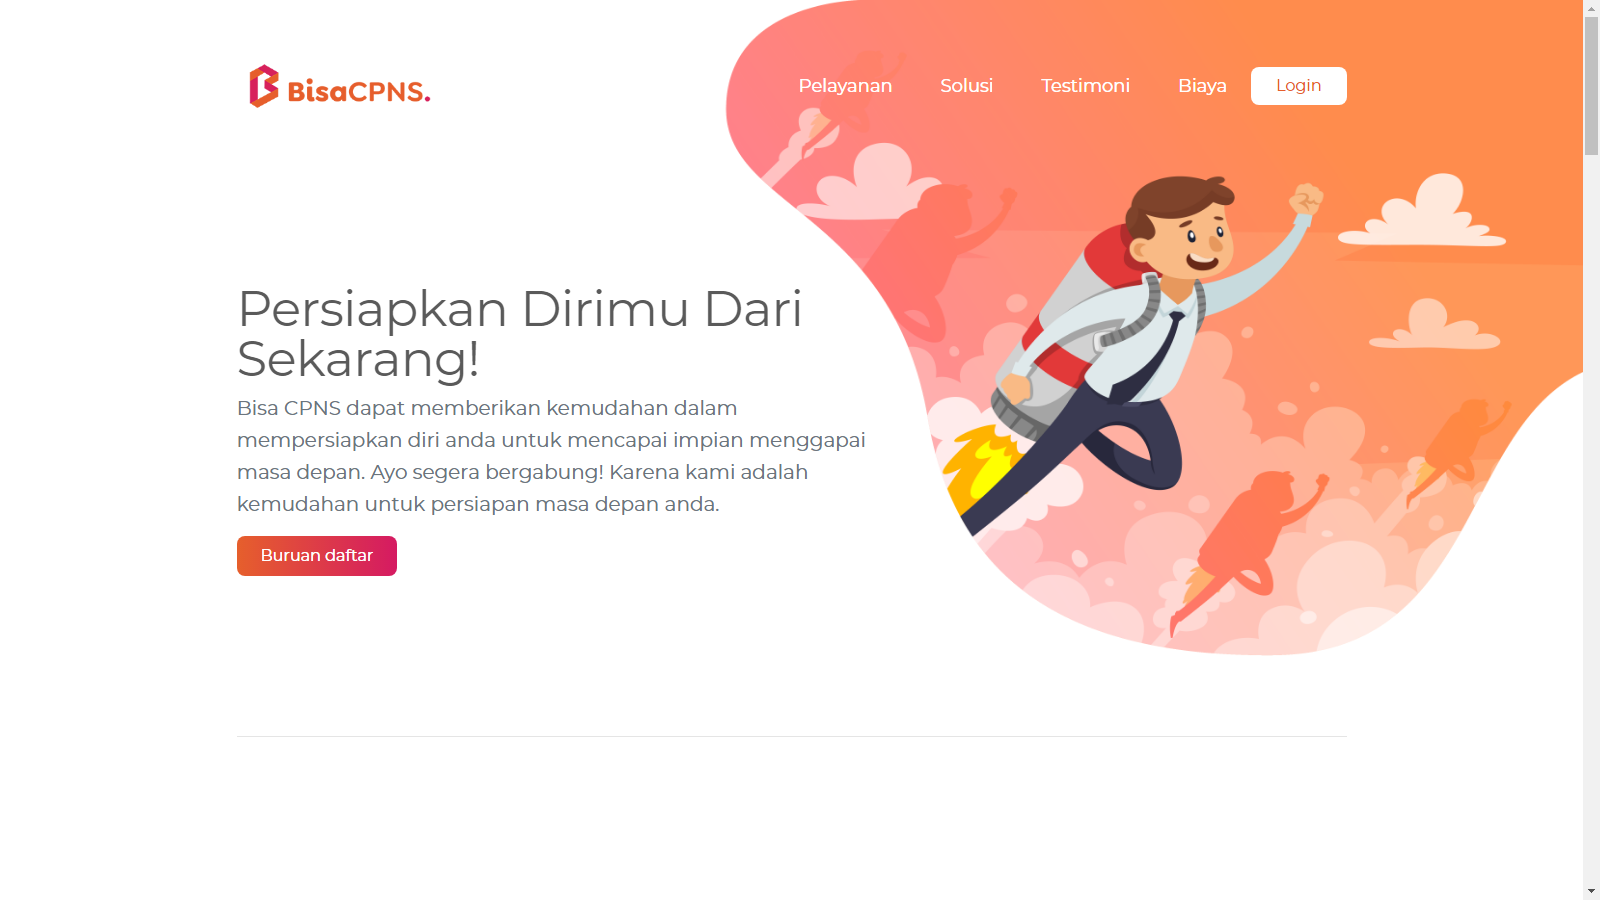 BisaCPNS.
Pelayanan
Solusi
Testimoni
Biaya
Login
Persiapkan Dirimu Dari
Sekarang!
Bisa CPNS dapat memberikan kemudahan dalam
mempersiapkan diri anda untuk mencapai impian menggapai
masa depan. Ayo segera bergabung! Karena kami adalah
kemudahan untuk persiapan masa depan anda.
Buruan daftar